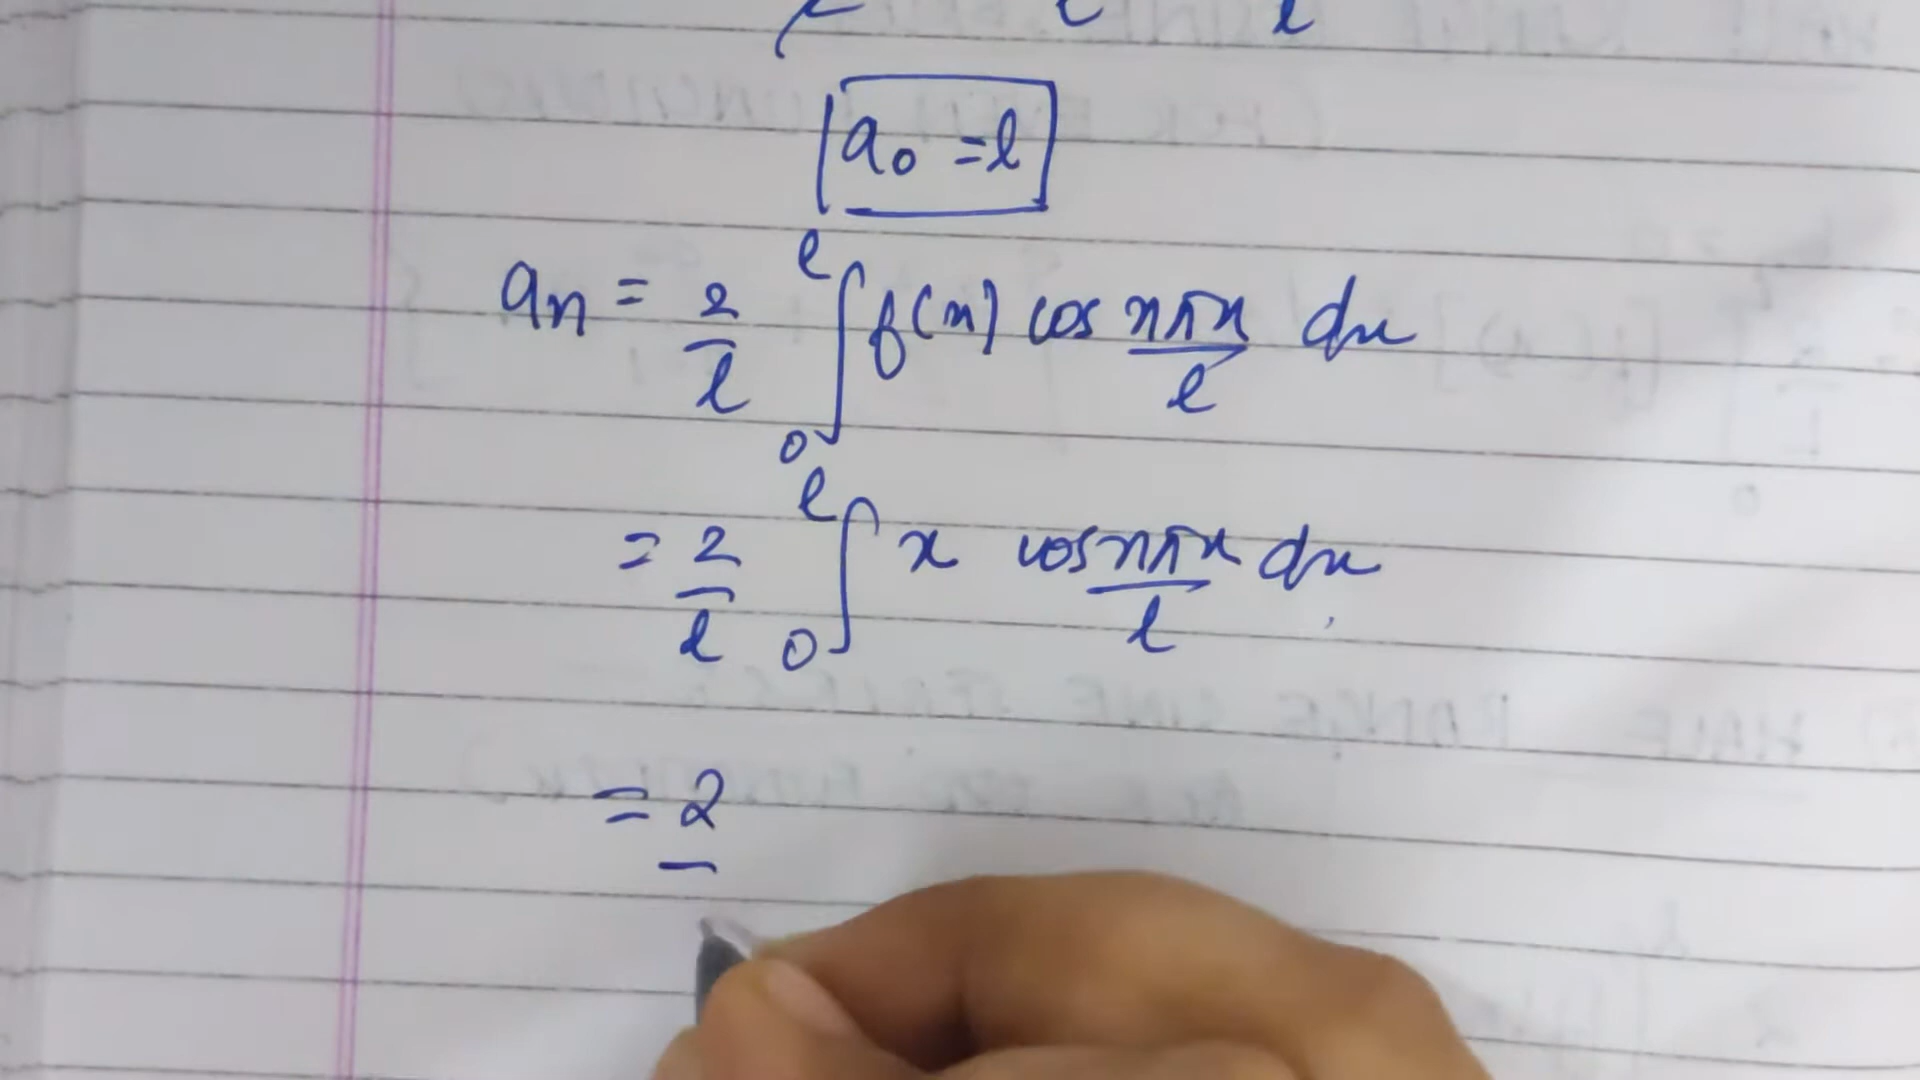 a₀ = l
aₙ = 2/l ∫₀ˡ f(x) cos nπx/l dx
= 2/l ∫₀ˡ x cos nπx/l dx
= 2